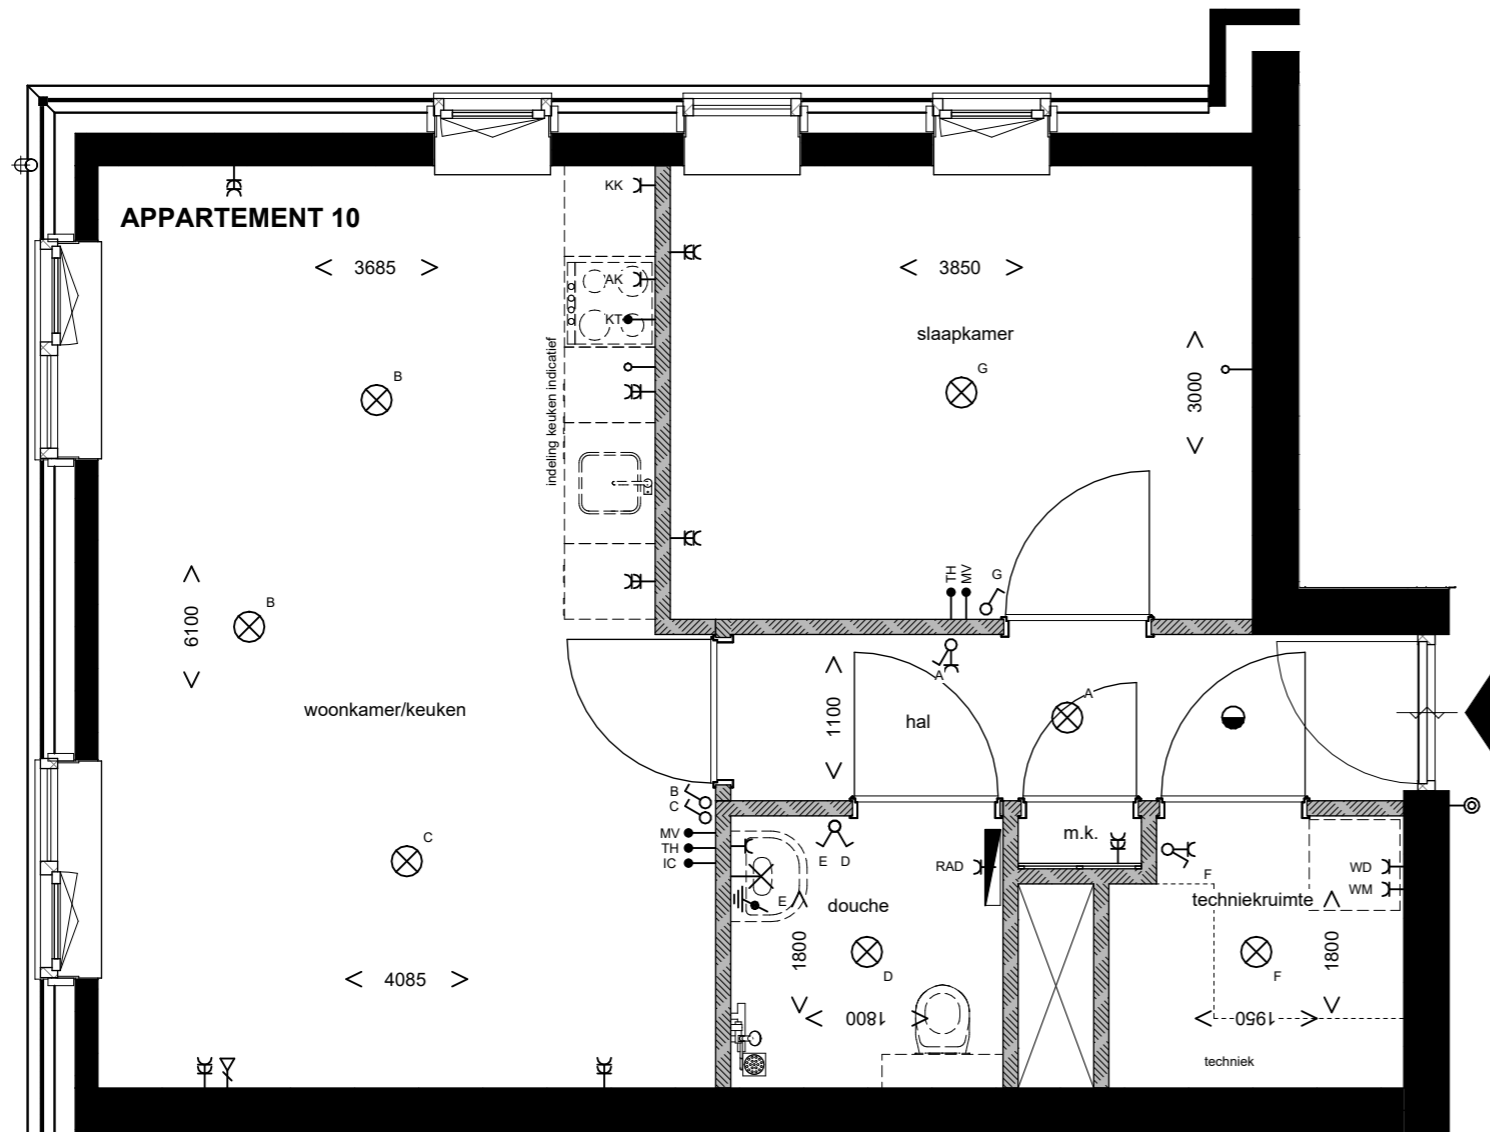 KK
APPARTEMENT 10
3685
3850
AK
KT
slaapkamer
indeling keuken indicatief
B
G
3000
TH
MV
G
B
6100
A
A
woonkamer/keuken
1100
hal
B
C
MV
TH
IC
C
E D
RAD
m.k.
F
WD
WM
E
douche
techniekruimte
1800
1800
D
F
4085
1800
1950
techniek